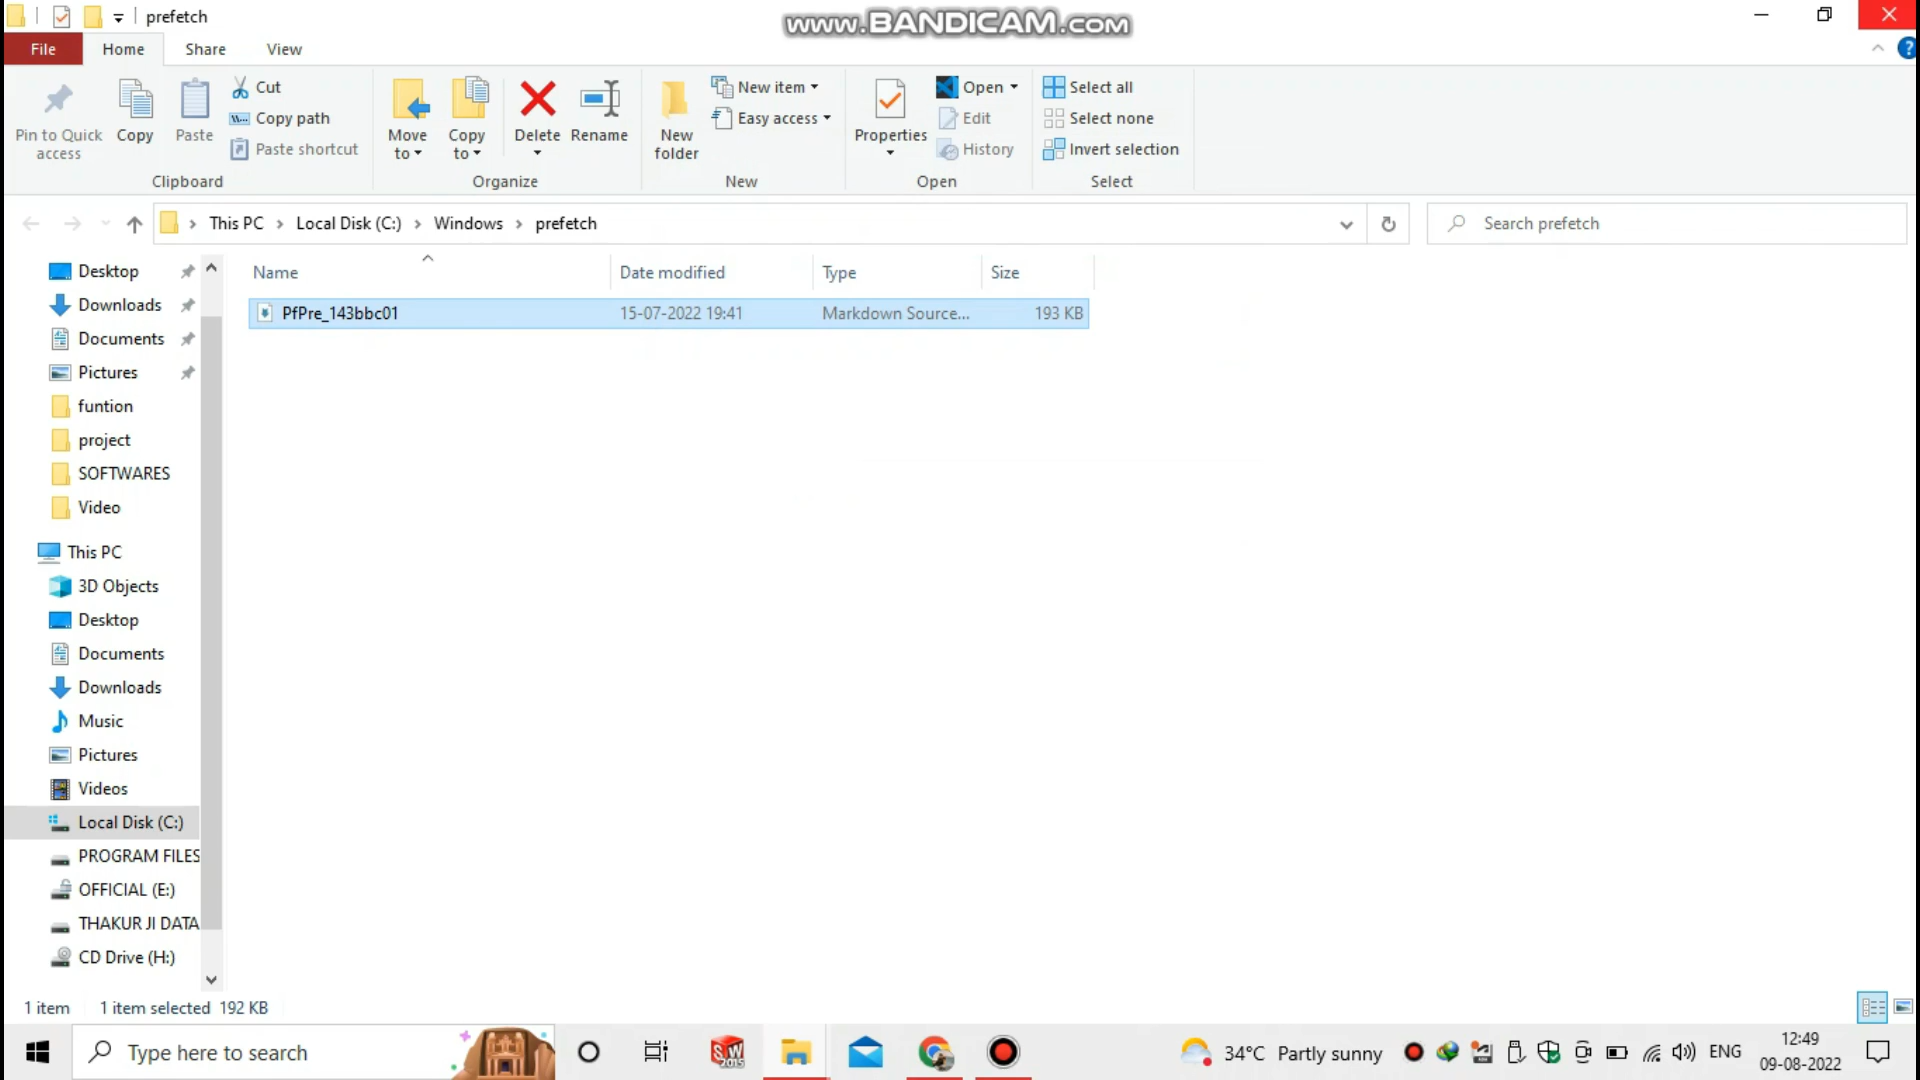 prefetch
www.BANDICAM.com
File Home Share View
Pin to Quick access
Copy
Paste
Cut
Copy path
Paste shortcut
Clipboard
Move to
Copy to
Delete
Rename
Organize
New folder
New item
Easy access
New
Properties
Open
Edit
History
Open
Select all
Select none
Invert selection
Select
This PC > Local Disk (C:) > Windows > prefetch
Search prefetch
Name Date modified Type Size
PfPre_143bbc01 15-07-2022 19:41 Markdown Source... 193 KB
Desktop
Downloads
Documents
Pictures
funtion
project
SOFTWARES
Video
This PC
3D Objects
Desktop
Documents
Downloads
Music
Pictures
Videos
Local Disk (C:)
PROGRAM FILES
OFFICIAL (E:)
THAKUR JI DATA
CD Drive (H:)
1 item 1 item selected 192 KB
Type here to search
SW 2015
34°C Partly sunny
ENG
12:49
09-08-2022